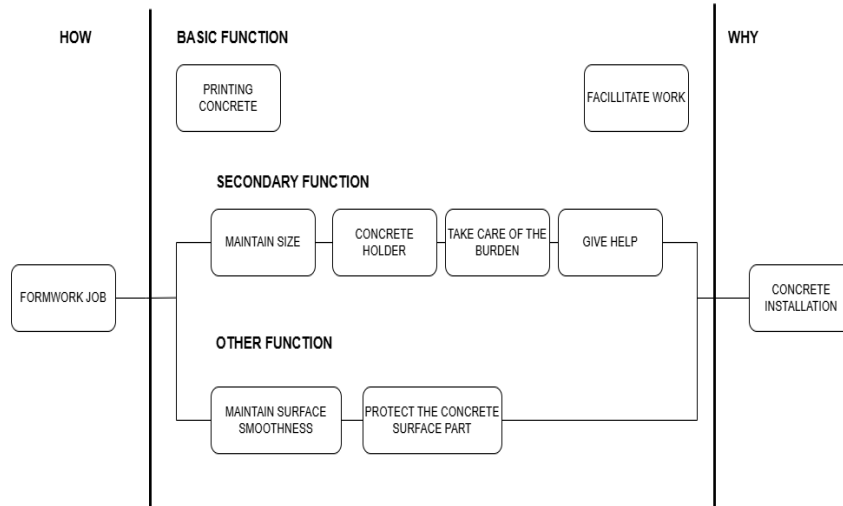 HOW
BASIC FUNCTION
WHY
PRINTING
CONCRETE
FACILLITATE WORK
SECONDARY FUNCTION
MAINTAIN SIZE
CONCRETE
HOLDER
TAKE CARE OF THE
BURDEN
GIVE HELP
FORMWORK JOB
CONCRETE
INSTALLATION
OTHER FUNCTION
MAINTAIN SURFACE
SMOOTHNESS
PROTECT THE CONCRETE
SURFACE PART